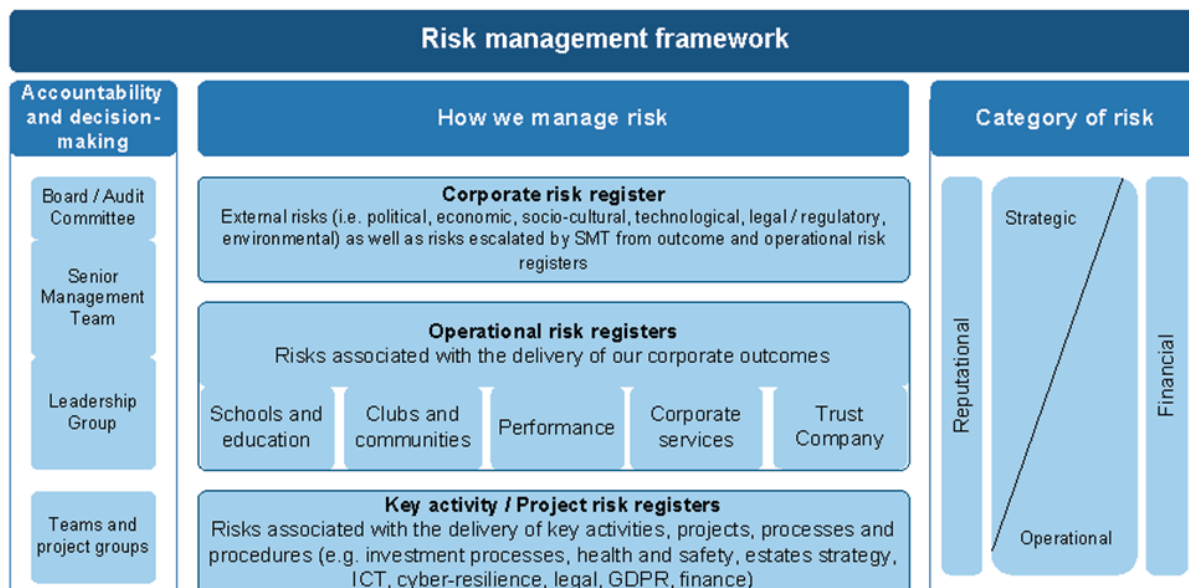 Risk management framework
Accountability
and decision-
making
How we manage risk
Category of risk
Board / Audit
Committee
Senior
Management
Team
Leadership
Group
Teams and
project groups
Corporate risk register
External risks (i.e. political, economic, socio-cultural, technological, legal / regulatory,
environmental) as well as risks escalated by SMT from outcome and operational risk
registers
Operational risk registers
Risks associated with the delivery of our corporate outcomes
Schools and
education
Clubs and
communities
Performance
Corporate
services
Trust
Company
Key activity / Project risk registers
Risks associated with the delivery of key activities, projects, processes and
procedures (e.g. investment processes, health and safety, estates strategy,
ICT, cyber-resilience, legal, GDPR, finance)
Reputational
Strategic
Operational
Financial